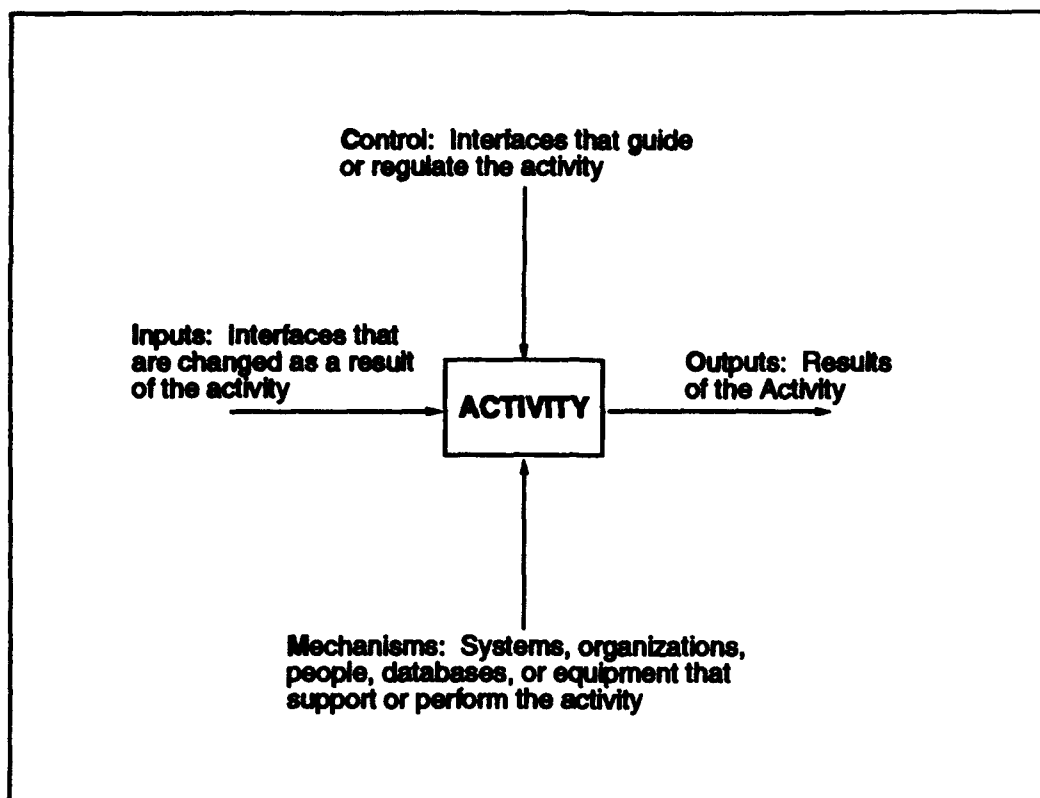 Control: Interfaces that guide
or regulate the activity
Inputs: Interfaces that
are changed as a result
of the activity
ACTIVITY
Outputs: Results
of the Activity
Mechanisms: Systems, organizations,
people, databases, or equipment that
support or perform the activity